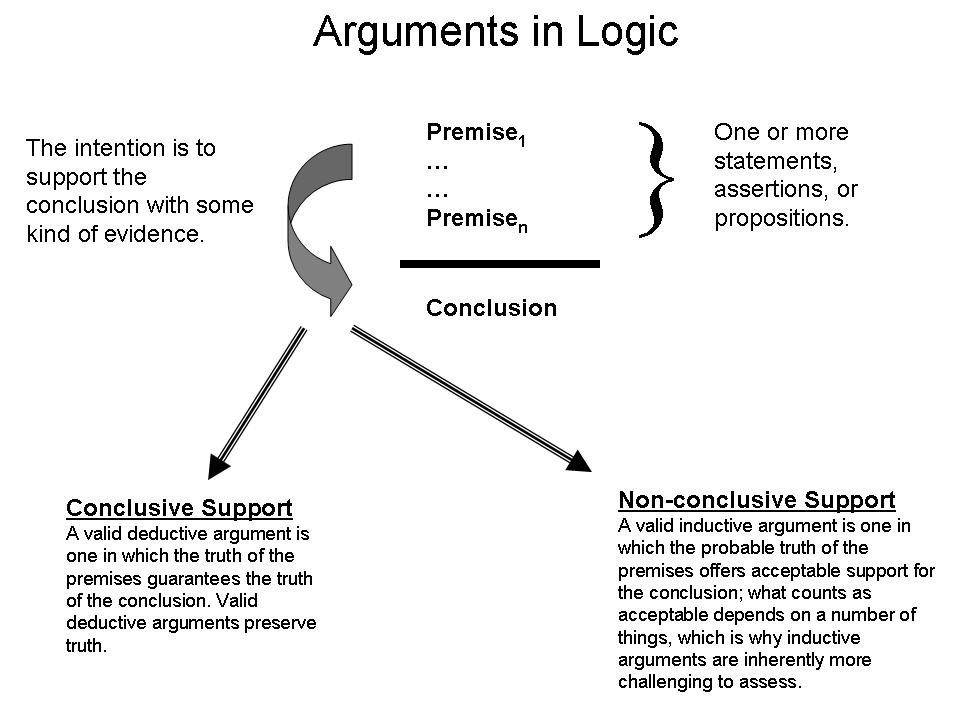 Arguments in Logic
The intention is to
support the
conclusion with some
kind of evidence.
Premise1
...
...
Premisen
One or more
statements,
assertions, or
propositions.
Conclusion
Conclusive Support
A valid deductive argument is
one in which the truth of the
premises guarantees the truth
of the conclusion. Valid
deductive arguments preserve
truth.
Non-conclusive Support
A valid inductive argument is one in
which the probable truth of the
premises offers acceptable support for
the conclusion; what counts as
acceptable depends on a number of
things, which is why inductive
arguments are inherently more
challenging to assess.